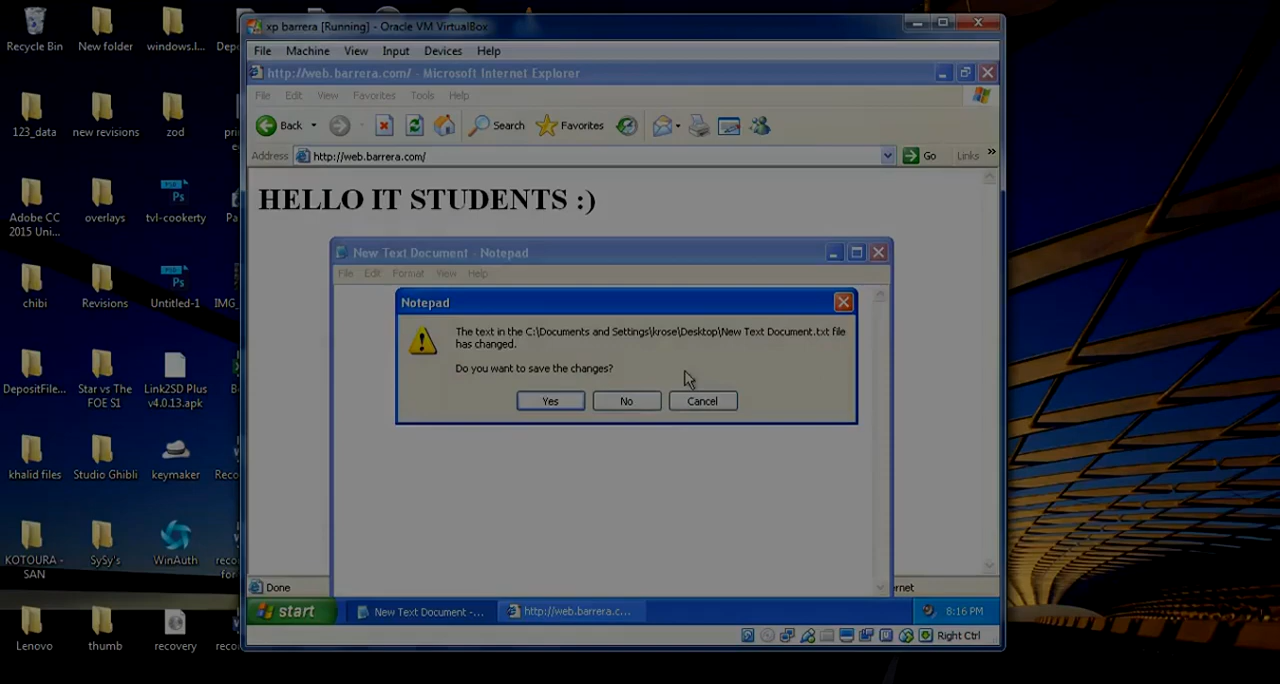 xp barrera [Running] - Oracle VM VirtualBox
File Machine View Input Devices Help
http://web.barrera.com/ - Microsoft Internet Explorer
File Edit View Favorites Tools Help
Back Search Favorites
Address http://web.barrera.com/ Go Links »
HELLO IT STUDENTS :)
New Text Document - Notepad
File Edit Format View Help
Notepad
The text in the C:\Documents and Settings\krose\Desktop\New Text Document.txt file
has changed.
Do you want to save the changes?
Yes No Cancel
Done
start New Text Document -... http://web.barrera.c... 8:16 PM
Right Ctrl
Recycle Bin New folder windows.l...
123_data new revisions zod
Adobe CC
2015 Uni...
overlays tvl-cookerty
Ps
chibi Revisions Untitled-1
Ps
DepositFile... Star vs The
FOE S1
Link2SD Plus
v4.0.13.apk
khalid files Studio Ghibli keymaker
KOTOURA -
SAN
SySy's WinAuth
Lenovo thumb recovery